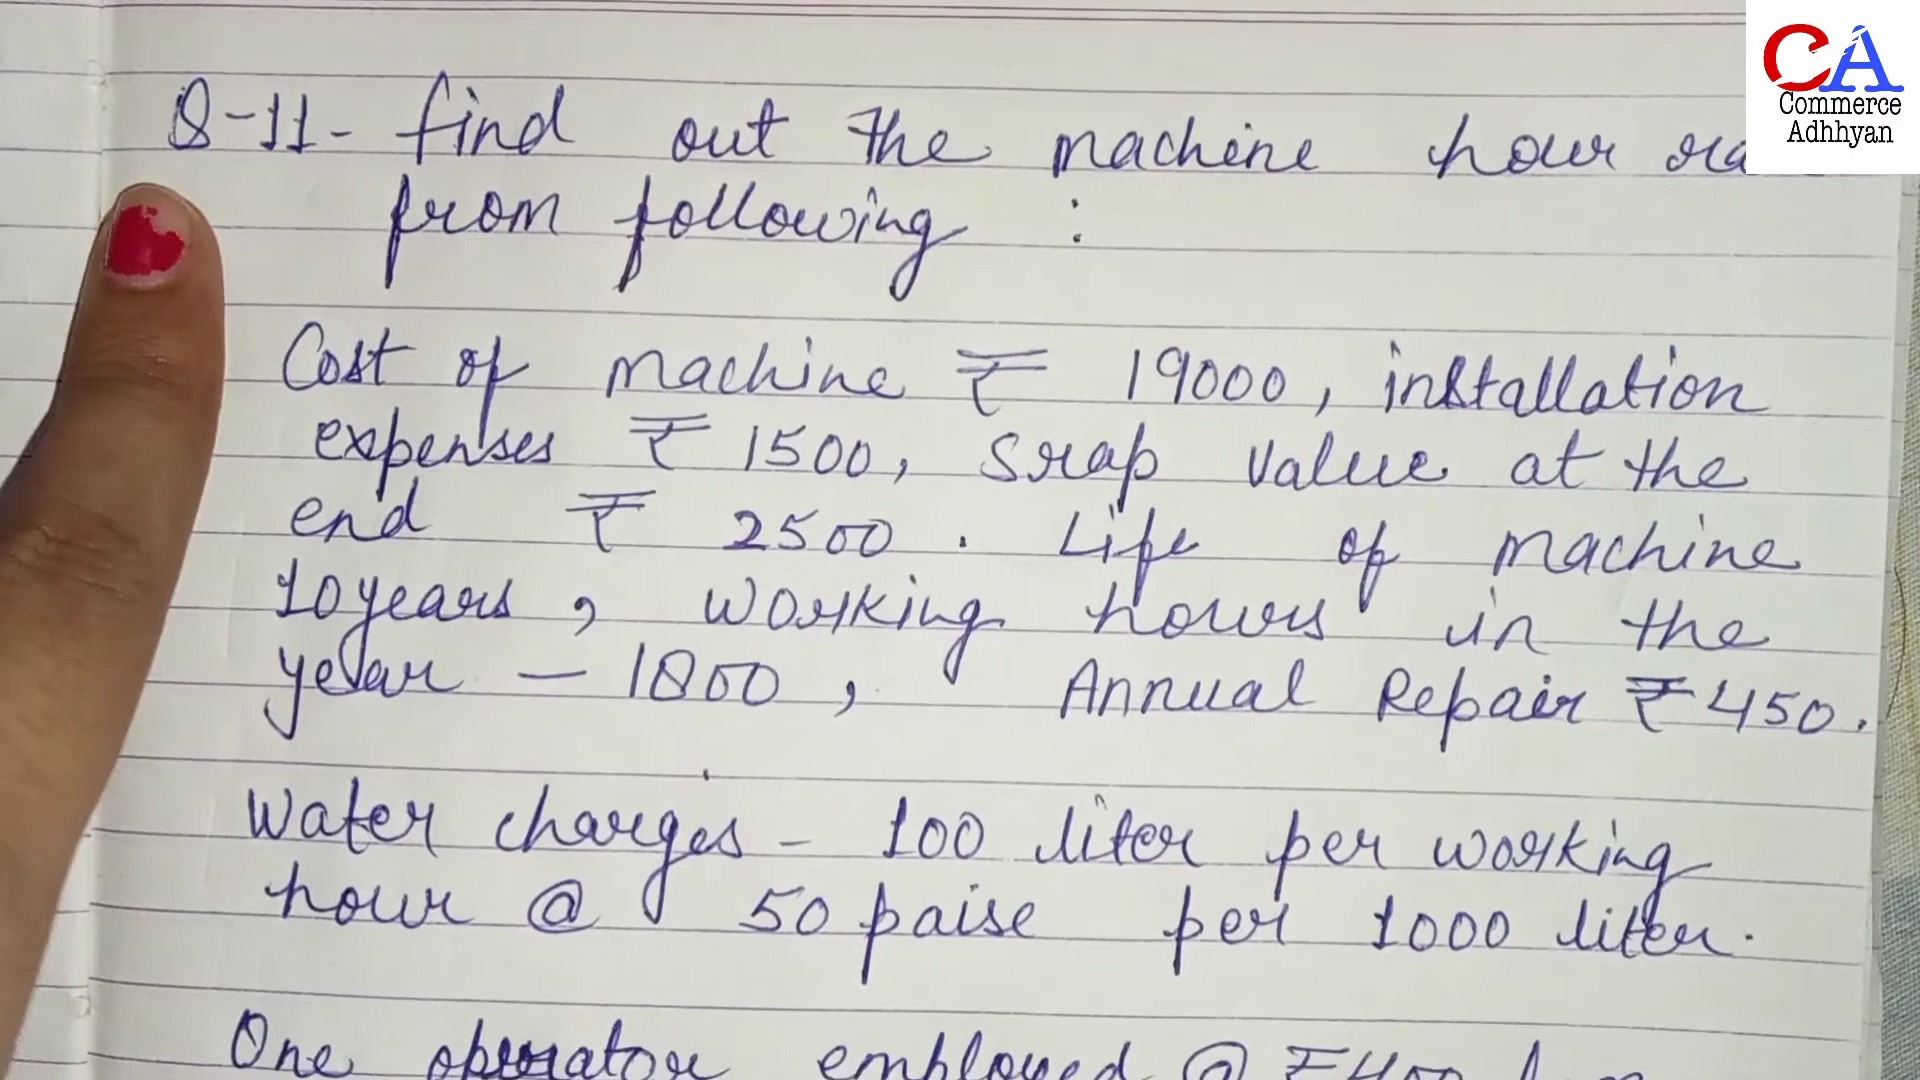 Q-11- find out the machine hour
from following :
Cost of machine ₹ 19000, installation
expenses ₹ 1500, Srap value at the
end ₹ 2500. Life of machine
10 years, working hours in the
year - 1800, Annual Repair ₹ 450.
Water charges - 100 liter per working
hour @ 50 paise per 1000 liter.
One operator employed @ ₹
CA
Commerce
Adhhyan